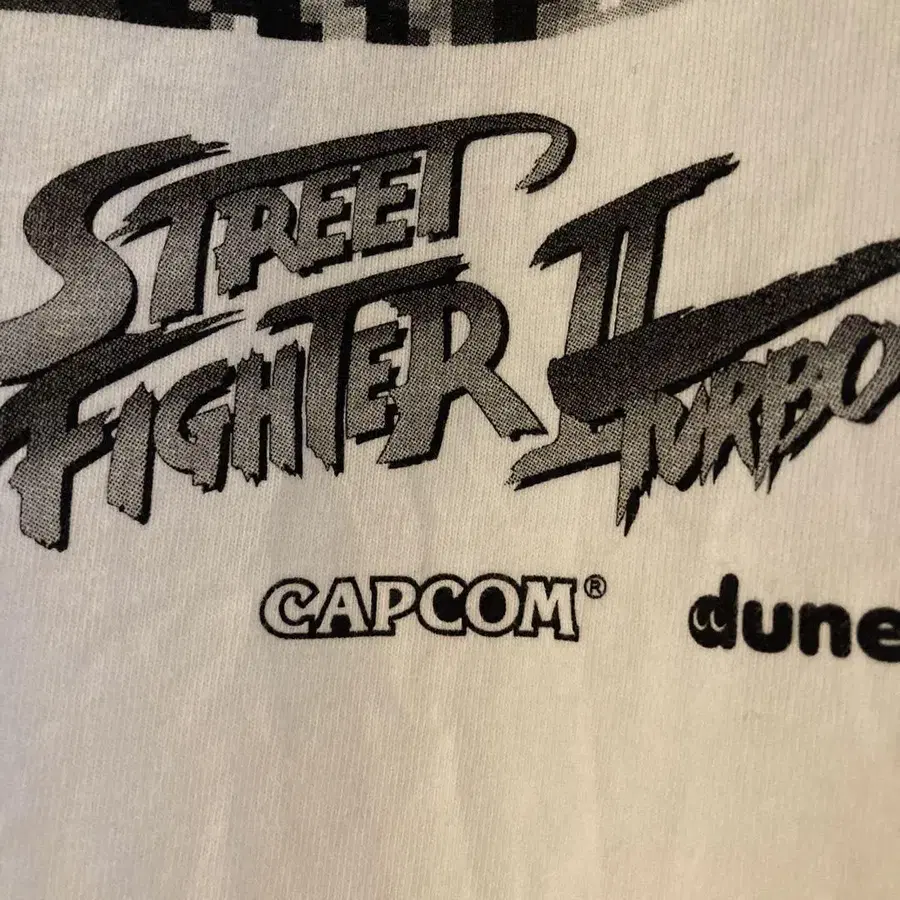 STREET
FIGHTER II
TURBO
CAPCOM®
dune